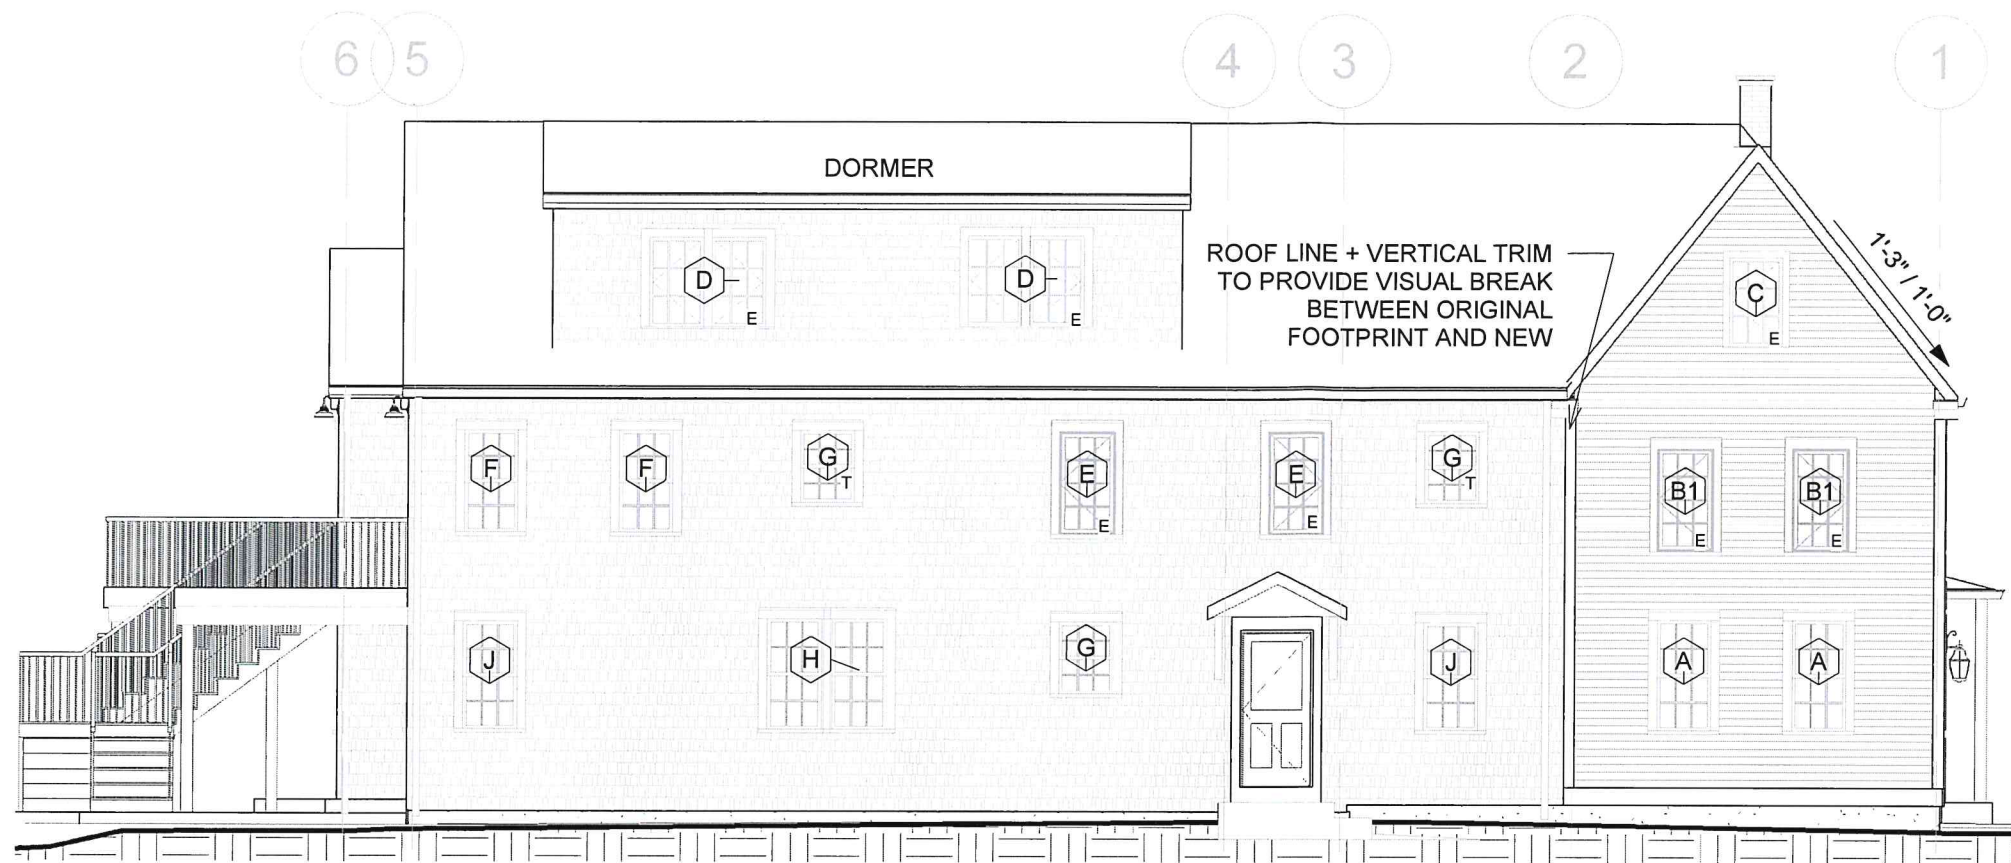 6 5 4 3 2 1
DORMER
ROOF LINE + VERTICAL TRIM
TO PROVIDE VISUAL BREAK
BETWEEN ORIGINAL
FOOTPRINT AND NEW
1'-3" / 1'-0"
D E D E
C E
F F G T E E E E G T
B1 E B1 E
J H G J
A A